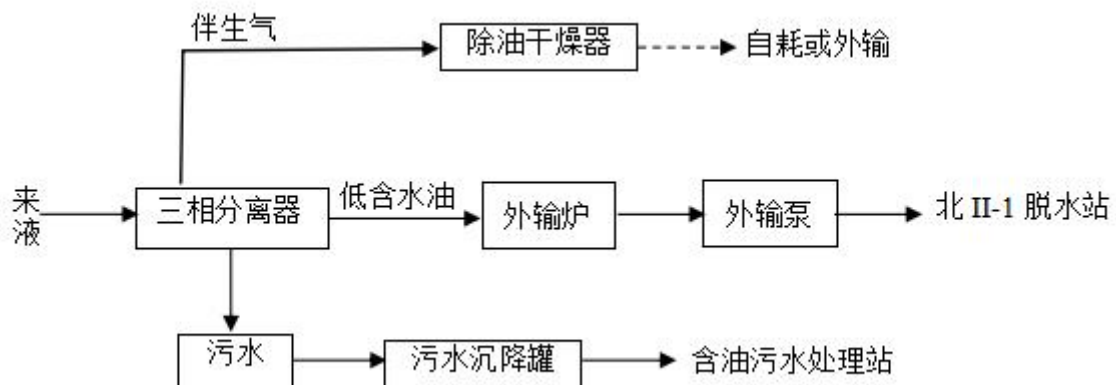 伴生气
除油干燥器
自耗或外输
来液
三相分离器
低含水油
外输炉
外输泵
北 II-1 脱水站
污水
污水沉降罐
含油污水处理站